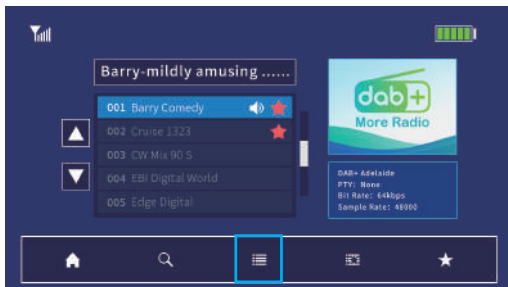 Barry-mildly amusing ......
001 Barry Comedy
002 Cruise 1323
003 CW Mix 90 S
004 EBI Digital World
005 Edge Digital
dab+
More Radio
DAB+ Adelaide
PTY: None
Bit Rate: 64kbps
Sample Rate: 48000